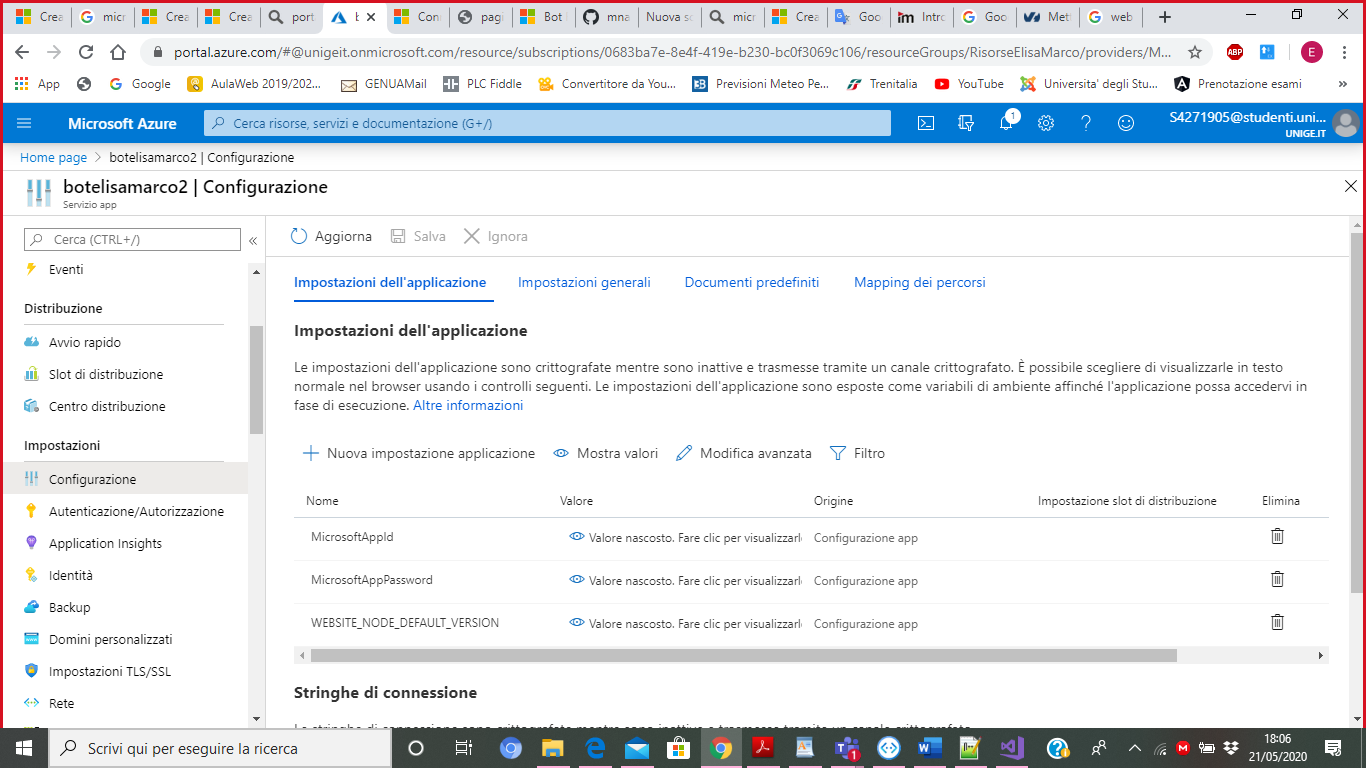 Crea
micr
Crea
Crea
port
Con
pag
Bot
mna
Nuova s
micr
Crea
Goo
Intr
Goo
Met
web
portal.azure.com/#@unigeit.onmicrosoft.com/resource/subscriptions/0683ba7e-8e4f-419e-b230-bc0f3069c106/resourceGroups/RisorseElisaMarco/providers/M...
ABP
E
App
Google
AulaWeb 2019/202...
GENUAMail
PLC Fiddle
Convertitore da You...
Previsioni Meteo Pe...
Trenitalia
YouTube
Universita' degli Stu...
Prenotazione esami
»
Microsoft Azure
Cerca risorse, servizi e documentazione (G+/)
1
S4271905@studenti.uni...
UNIGE.IT
Home page > botelisamarco2 | Configurazione
botelisamarco2 | Configurazione
Servizio app
Cerca (CTRL+/)
«
Aggiorna
Salva
Ignora
Eventi
Distribuzione
Avvio rapido
Slot di distribuzione
Centro distribuzione
Impostazioni
Configurazione
Autenticazione/Autorizzazione
Application Insights
Identità
Backup
Domini personalizzati
Impostazioni TLS/SSL
Rete
Impostazioni dell'applicazione
Impostazioni generali
Documenti predefiniti
Mapping dei percorsi
Impostazioni dell'applicazione
Le impostazioni dell'applicazione sono crittografate mentre sono inattive e trasmesse tramite un canale crittografato. È possibile scegliere di visualizzarle in testo
normale nel browser usando i controlli seguenti. Le impostazioni dell'applicazione sono esposte come variabili di ambiente affinché l'applicazione possa accedervi in
fase di esecuzione. Altre informazioni
Nuova impostazione applicazione
Mostra valori
Modifica avanzata
Filtro
Nome Valore Origine Impostazione slot di distribuzione Elimina
MicrosoftAppId Valore nascosto. Fare clic per visualizzarl Configurazione app
MicrosoftAppPassword Valore nascosto. Fare clic per visualizzarl Configurazione app
WEBSITE_NODE_DEFAULT_VERSION Valore nascosto. Fare clic per visualizzarl Configurazione app
Stringhe di connessione
Scrivi qui per eseguire la ricerca
18:06
21/05/2020